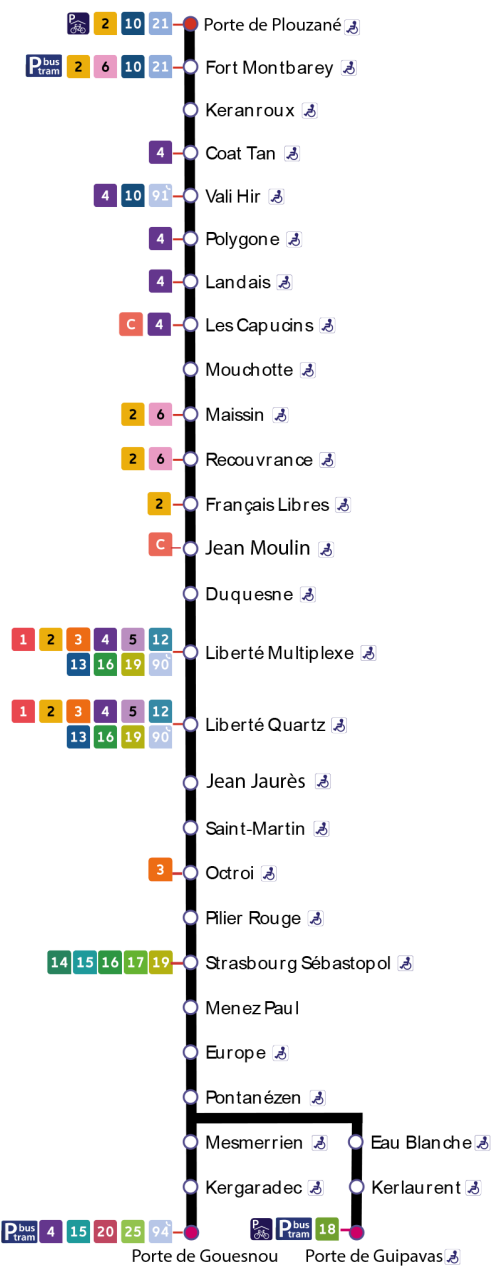 P 2 10 21 Porte de Plouzané
P bus tram 2 6 10 21 Fort Montbarey
Keranroux
4 Coat Tan
4 10 91 Vali Hir
4 Polygone
4 Landais
C 4 Les Capucins
Mouchotte
2 6 Maissin
2 6 Recouvrance
2 Français Libres
C Jean Moulin
Duquesne
1 2 3 4 5 12
13 16 19 90
Liberté Multiplexe
1 2 3 4 5 12
13 16 19 90
Liberté Quartz
Jean Jaurès
Saint-Martin
3 Octroi
Pilier Rouge
14 15 16 17 19 Strasbourg Sébastopol
Menez Paul
Europe
Pontanézen
Mesmerrien Eau Blanche
Kergaradec Kerlaurent
P bus tram 4 15 20 25 94 P P bus tram 18
Porte de Gouesnou Porte de Guipavas